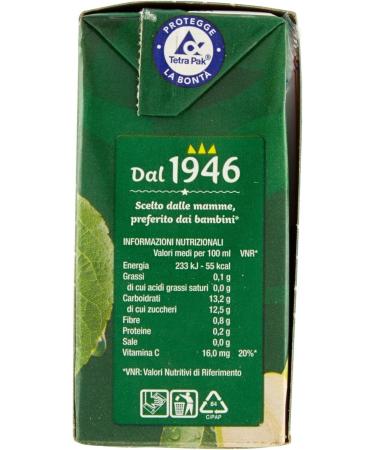 PROTEGGE
Tetra Pak®
LA BONTÀ
Dal 1946
Scelto dalle mamme,
preferito dai bambini*
INFORMAZIONI NUTRIZIONALI
Valori medi per 100 ml VNR*
Energia 233 kJ - 55 kcal
Grassi 0,1 g
di cui acidi grassi saturi 0,0 g
Carboidrati 13,2 g
di cui zuccheri 12,5 g
Fibre 0,8 g
Proteine 0,2 g
Sale 0,0 g
Vitamina C 16,0 mg 20%*
*VNR: Valori Nutritivi di Riferimento
84
C/PAP